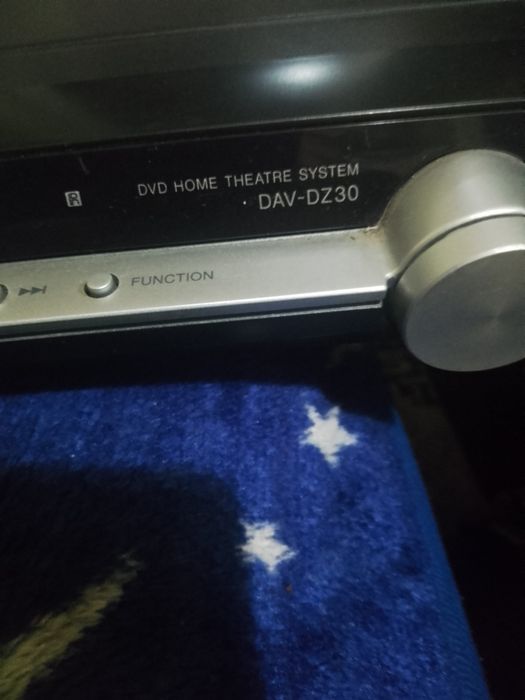 DVD HOME THEATRE SYSTEM
DAV-DZ30
FUNCTION